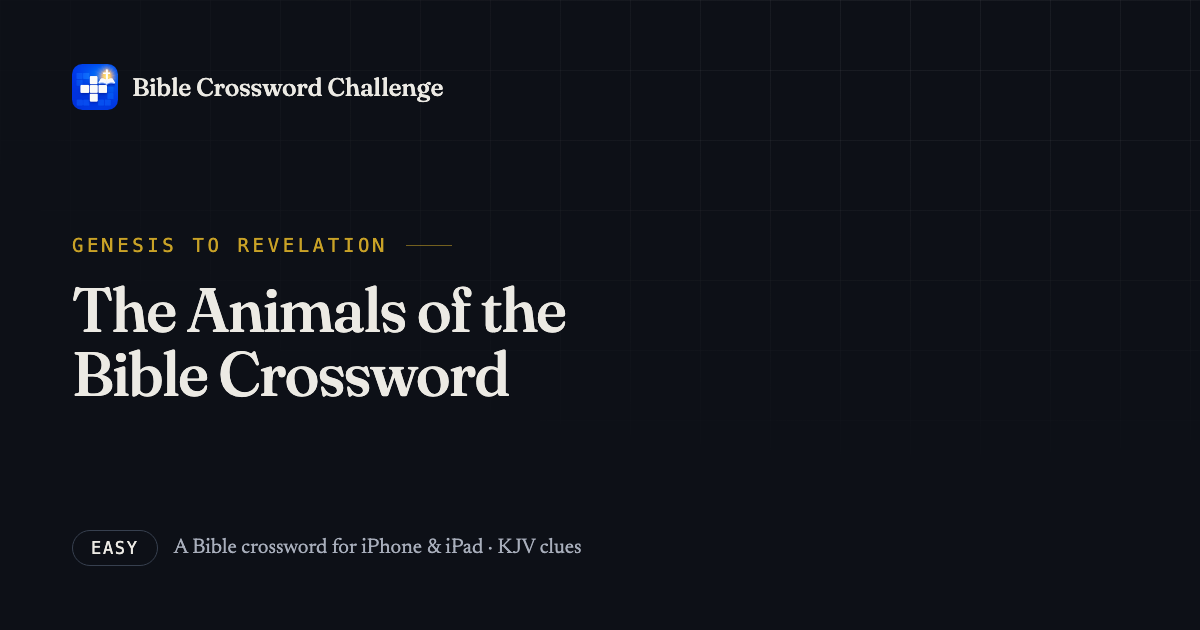 Bible Crossword Challenge
GENESIS TO REVELATION
The Animals of the
Bible Crossword
EASY
A Bible crossword for iPhone & iPad · KJV clues